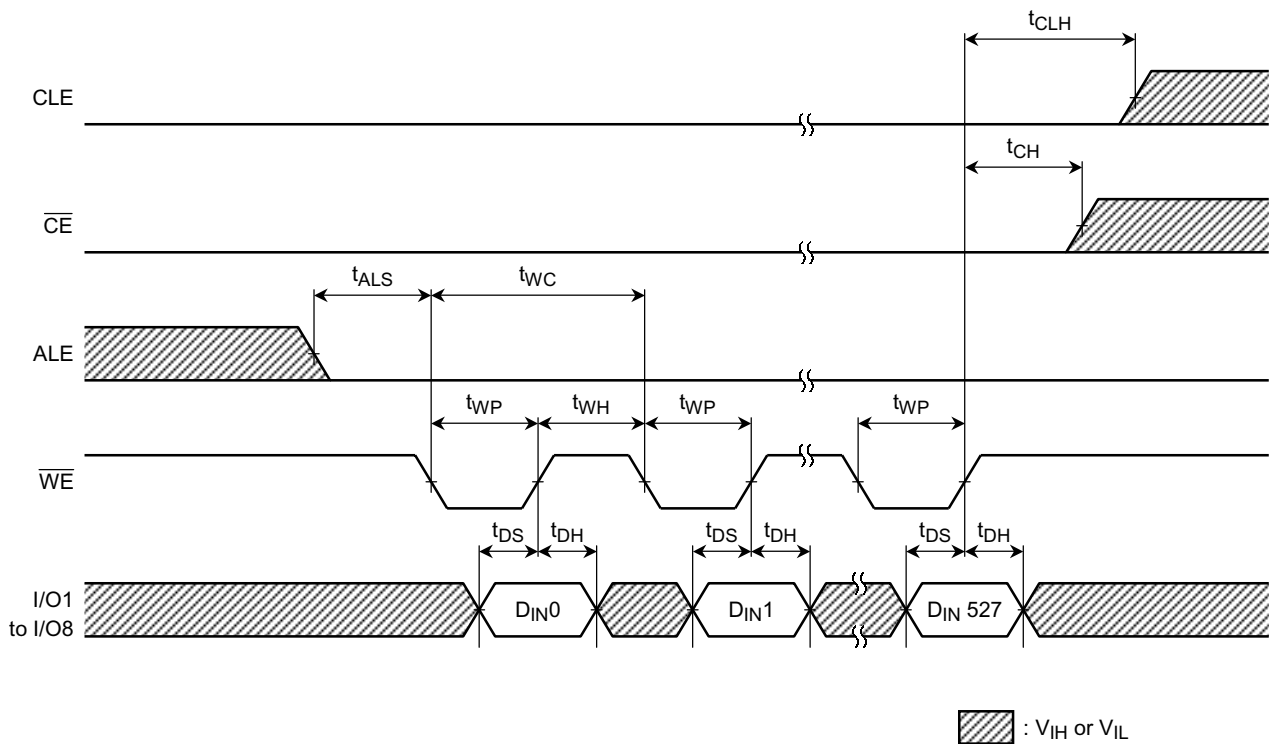 tCLH
CLE
tCH
CE
tALS
tWC
ALE
tWP
tWH
tWP
tWP
WE
tDS
tDH
tDS
tDH
tDS
tDH
I/O1
to I/O8
DIN0
DIN1
DIN 527
: VIH or VIL